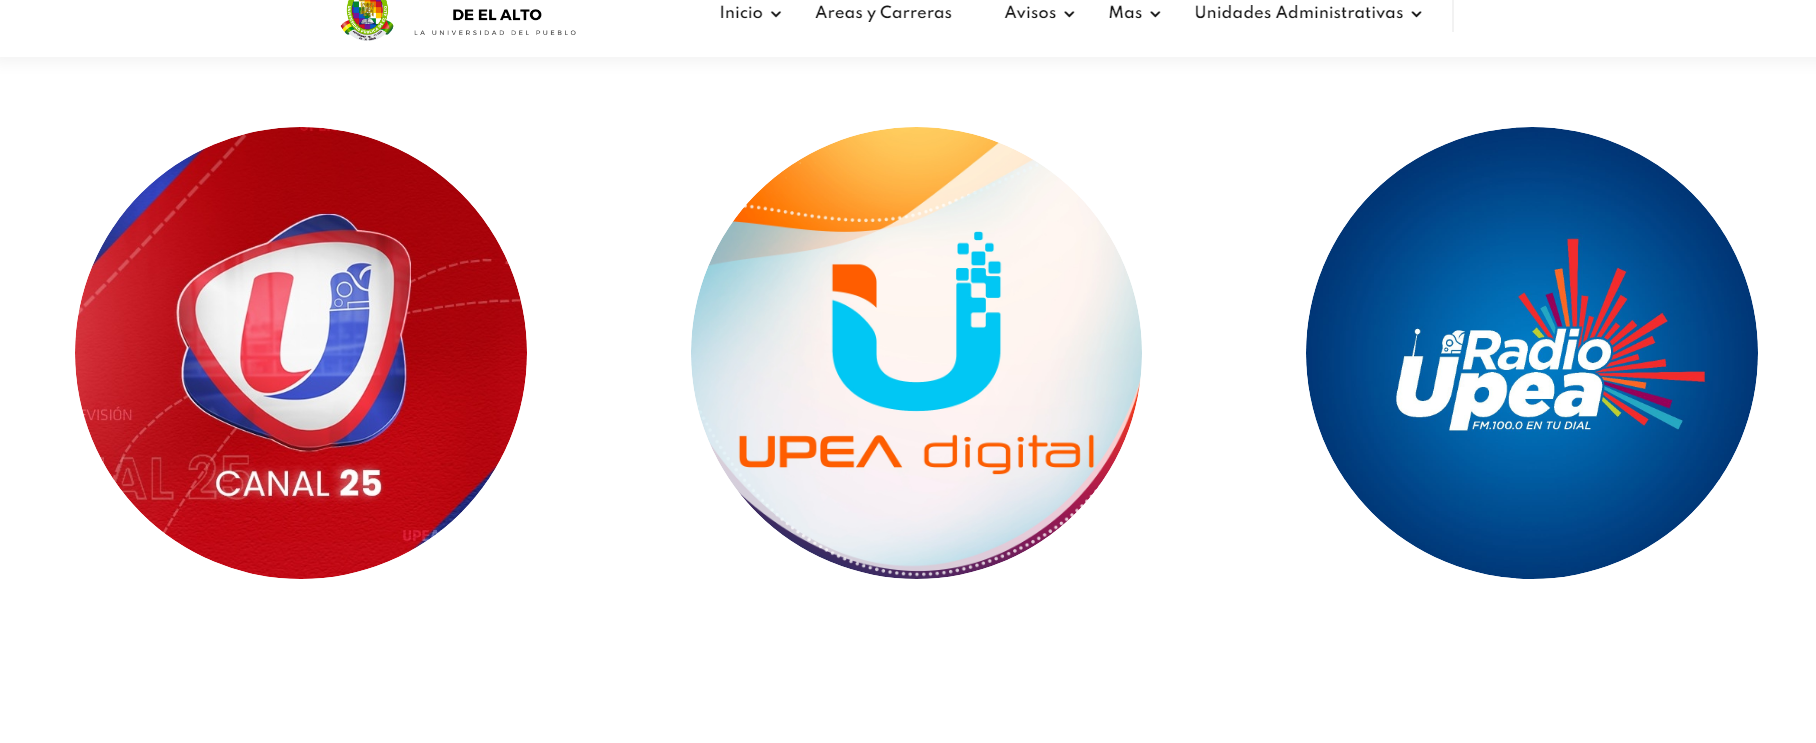 DE EL ALTO
LA UNIVERSIDAD DEL PUEBLO
Inicio
Areas y Carreras
Avisos
Mas
Unidades Administrativas
CANAL 25
UPEA digital
Radio
Upea
FM.100.0 EN TU DIAL